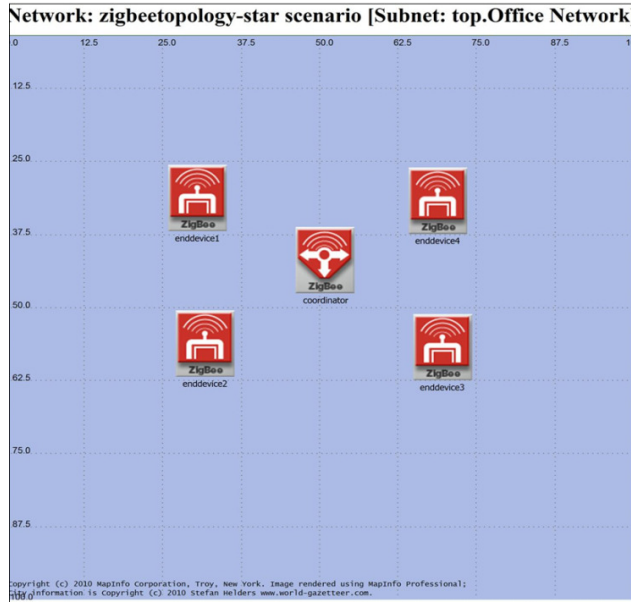 Network: zigbeetopology-star scenario [Subnet: top.Office Network
.0 12.5 25.0 37.5 50.0 62.5 75.0 87.5
12.5
25.0
ZigBee ZigBee
enddevice1 enddevice4
37.5
ZigBee
coordinator
50.0
ZigBee ZigBee
enddevice2 enddevice3
62.5
75.0
87.5
Copyright (c) 2010 MapInfo Corporation, Troy, New York. Image rendered using MapInfo Professional;
City information is Copyright (c) 2010 Stefan Helders www.world-gazetteer.com.
100.0